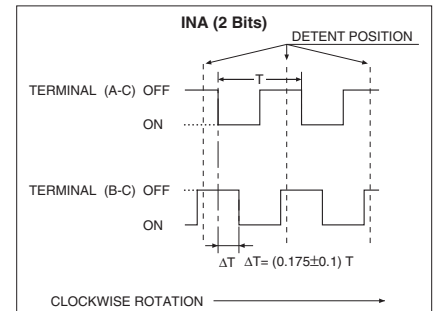 INA (2 Bits)
DETENT POSITION
T
TERMINAL (A-C) OFF
ON
TERMINAL (B-C) OFF
ON
ΔT ΔT= (0.175±0.1) T
CLOCKWISE ROTATION